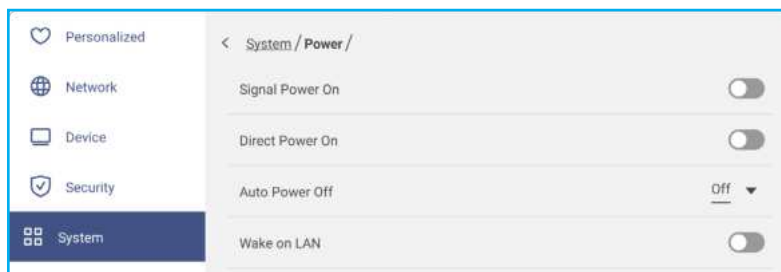 Personalized
Network
Device
Security
System
< System / Power /
Signal Power On
Direct Power On
Auto Power Off Off
Wake on LAN